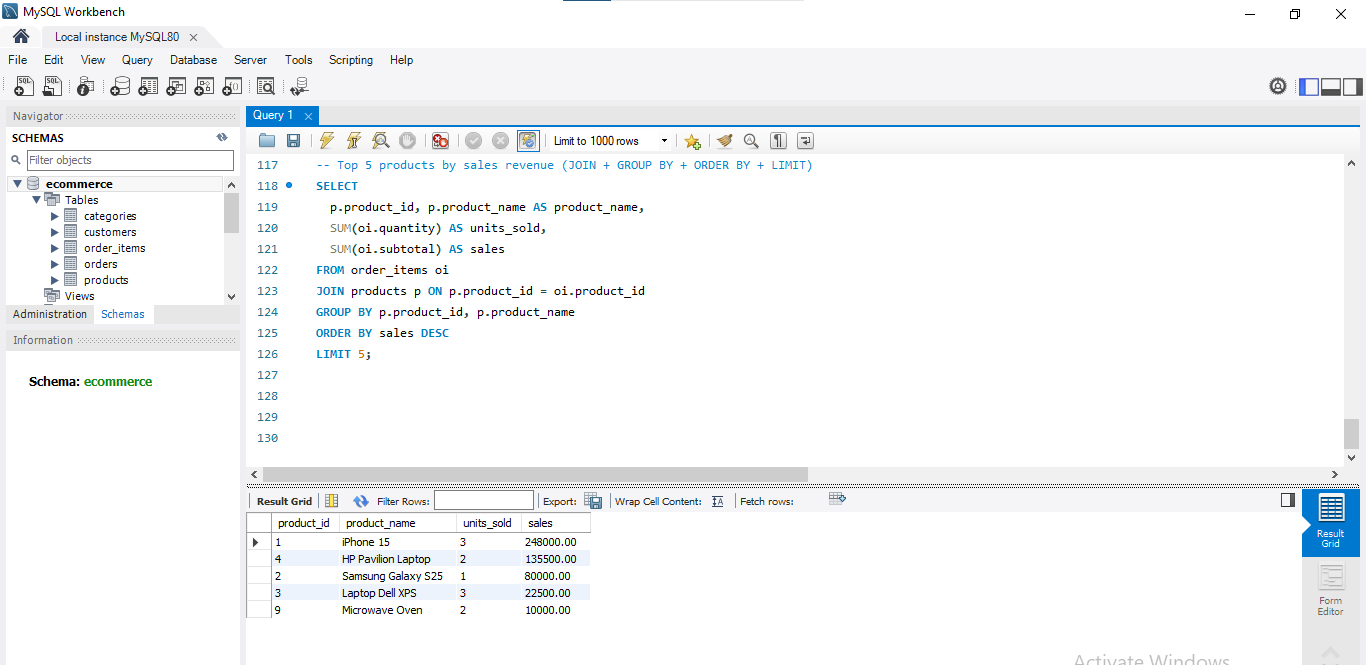 MySQL Workbench
Local instance MySQL80
File Edit View Query Database Server Tools Scripting Help
Navigator
SCHEMAS
Filter objects
ecommerce
Tables
categories
customers
order_items
orders
products
Views
Administration Schemas
Information
Schema: ecommerce
Query 1
Limit to 1000 rows
117 -- Top 5 products by sales revenue (JOIN + GROUP BY + ORDER BY + LIMIT)
118 SELECT
119 p.product_id, p.product_name AS product_name,
120 SUM(oi.quantity) AS units_sold,
121 SUM(oi.subtotal) AS sales
122 FROM order_items oi
123 JOIN products p ON p.product_id = oi.product_id
124 GROUP BY p.product_id, p.product_name
125 ORDER BY sales DESC
126 LIMIT 5;
127
128
129
130
Result Grid Filter Rows: Export: Wrap Cell Content: Fetch rows:
product_id product_name units_sold sales
1 iPhone 15 3 248000.00
4 HP Pavilion Laptop 2 135500.00
2 Samsung Galaxy S25 1 80000.00
3 Laptop Dell XPS 3 22500.00
9 Microwave Oven 2 10000.00
Result
Grid
Form
Editor
Activate Windows